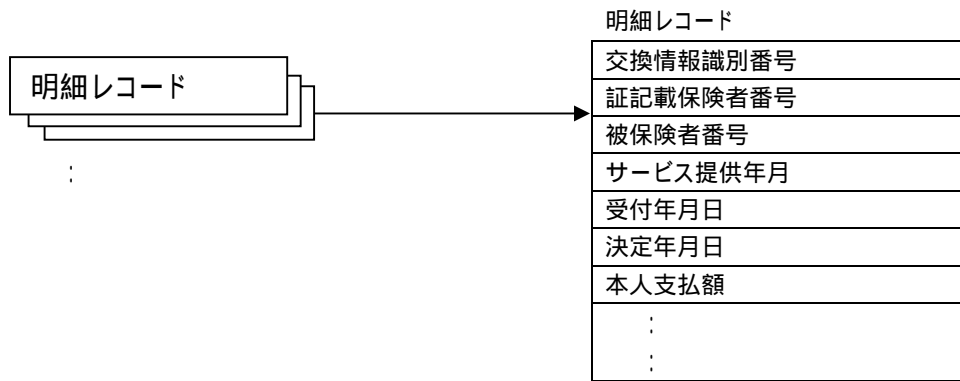 明細レコード
明細レコード
交換情報識別番号
証記載保険者番号
被保険者番号
サービス提供年月
受付年月日
決定年月日
本人支払額
:
:
: